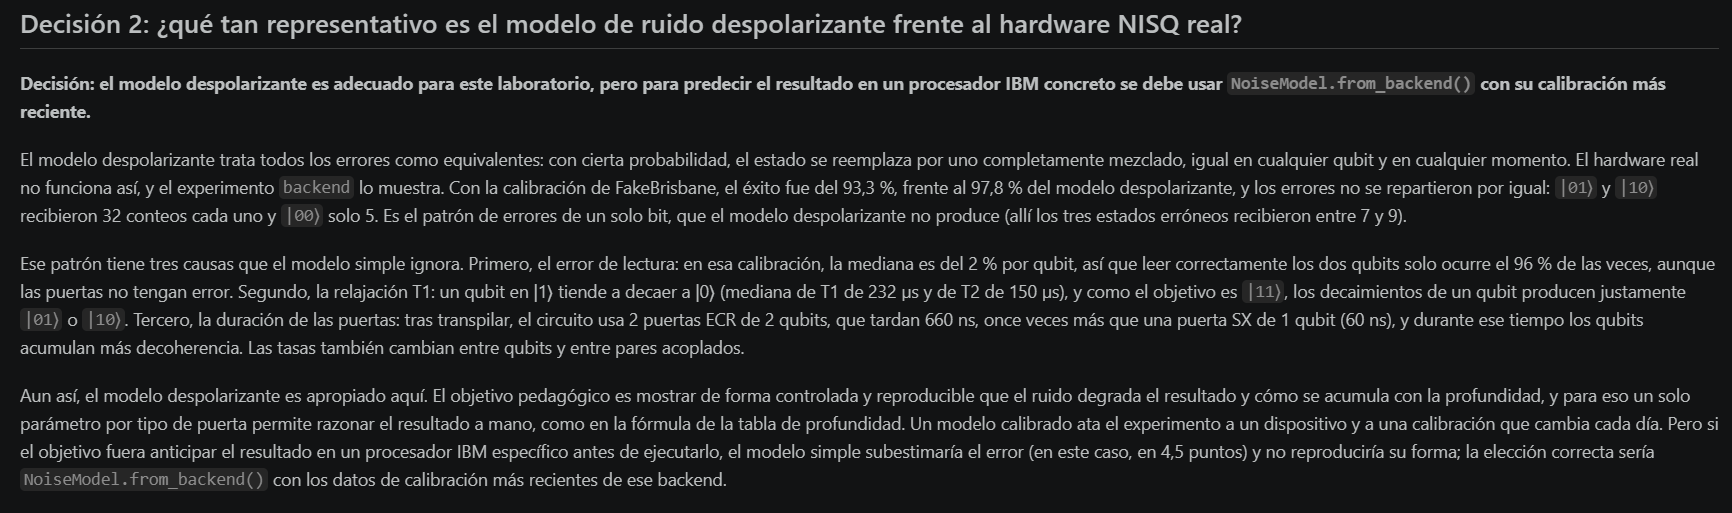 Decisión 2: ¿qué tan representativo es el modelo de ruido despolarizante frente al hardware NISQ real?
Decisión: el modelo despolarizante es adecuado para este laboratorio, pero para predecir el resultado en un procesador IBM concreto se debe usar NoiseModel.from_backend() con su calibración más
reciente.
El modelo despolarizante trata todos los errores como equivalentes: con cierta probabilidad, el estado se reemplaza por uno completamente mezclado, igual en cualquier qubit y en cualquier momento. El hardware real
no funciona así, y el experimento backend lo muestra. Con la calibración de FakeBrisbane, el éxito fue del 93,3 %, frente al 97,8 % del modelo despolarizante, y los errores no se repartieron por igual: |01⟩ y |10⟩
recibieron 32 conteos cada uno y |00⟩ solo 5. Es el patrón de errores de un solo bit, que el modelo despolarizante no produce (allí los tres estados erróneos recibieron entre 7 y 9).
Ese patrón tiene tres causas que el modelo simple ignora. Primero, el error de lectura: en esa calibración, la mediana es del 2 % por qubit, así que leer correctamente los dos qubits solo ocurre el 96 % de las veces, aunque
las puertas no tengan error. Segundo, la relajación T1: un qubit en |1⟩ tiende a decaer a |0⟩ (mediana de T1 de 232 µs y de T2 de 150 µs), y como el objetivo es |11⟩, los decaimientos de un qubit producen justamente
|01⟩ o |10⟩. Tercero, la duración de las puertas: tras transpilar, el circuito usa 2 puertas ECR de 2 qubits, que tardan 660 ns, once veces más que una puerta SX de 1 qubit (60 ns), y durante ese tiempo los qubits
acumulan más decoherencia. Las tasas también cambian entre qubits y entre pares acoplados.
Aun así, el modelo despolarizante es apropiado aquí. El objetivo pedagógico es mostrar de forma controlada y reproducible que el ruido degrada el resultado y cómo se acumula con la profundidad, y para eso un solo
parámetro por tipo de puerta permite razonar el resultado a mano, como en la fórmula de la tabla de profundidad. Un modelo calibrado ata el experimento a un dispositivo y a una calibración que cambia cada día. Pero si
el objetivo fuera anticipar el resultado en un procesador IBM específico antes de ejecutarlo, el modelo simple subestimaría el error (en este caso, en 4,5 puntos) y no reproduciría su forma; la elección correcta sería
NoiseModel.from_backend() con los datos de calibración más recientes de ese backend.